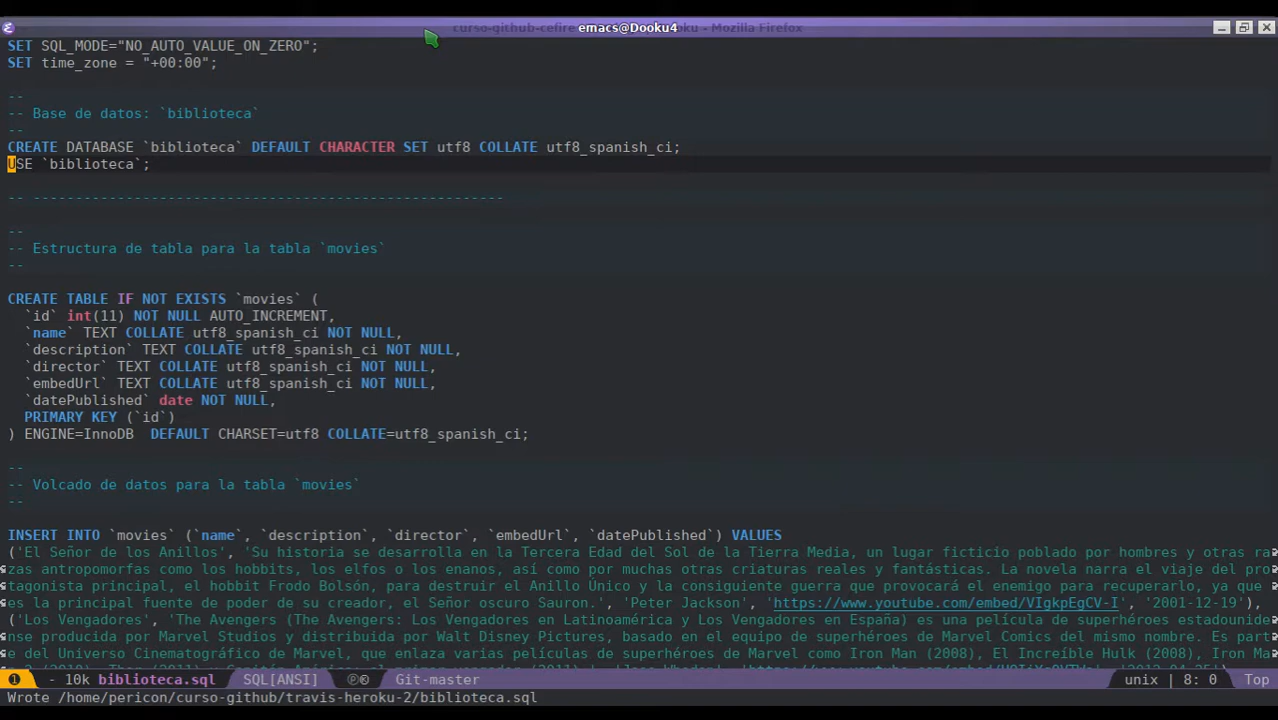 curso-github-cefire emacs@Dooku4 ku - Mozilla Firefox
SET SQL_MODE="NO_AUTO_VALUE_ON_ZERO";
SET time_zone = "+00:00";
--
-- Base de datos: `biblioteca`
--
CREATE DATABASE `biblioteca` DEFAULT CHARACTER SET utf8 COLLATE utf8_spanish_ci;
USE `biblioteca`;
-- --------------------------------------------------------
--
-- Estructura de tabla para la tabla `movies`
--
CREATE TABLE IF NOT EXISTS `movies` (
`id` int(11) NOT NULL AUTO_INCREMENT,
`name` TEXT COLLATE utf8_spanish_ci NOT NULL,
`description` TEXT COLLATE utf8_spanish_ci NOT NULL,
`director` TEXT COLLATE utf8_spanish_ci NOT NULL,
`embedUrl` TEXT COLLATE utf8_spanish_ci NOT NULL,
`datePublished` date NOT NULL,
PRIMARY KEY (`id`)
) ENGINE=InnoDB  DEFAULT CHARSET=utf8 COLLATE=utf8_spanish_ci;
--
-- Volcado de datos para la tabla `movies`
--
INSERT INTO `movies` (`name`, `description`, `director`, `embedUrl`, `datePublished`) VALUES
('El Señor de los Anillos', 'Su historia se desarrolla en la Tercera Edad del Sol de la Tierra Media, un lugar ficticio poblado por hombres y otras ra
zas antropomorfas como los hobbits, los elfos o los enanos, así como por muchas otras criaturas reales y fantásticas. La novela narra el viaje del pro
tagonista principal, el hobbit Frodo Bolsón, para destruir el Anillo Único y la consiguiente guerra que provocará el enemigo para recuperarlo, ya que
es la principal fuente de poder de su creador, el Señor oscuro Sauron.', 'Peter Jackson', 'https://www.youtube.com/embed/VIgkpEgCV-I', '2001-12-19'),
('Los Vengadores', 'The Avengers (The Avengers: Los Vengadores en Latinoamérica y Los Vengadores en España) es una película de superhéroes estadounide
nse producida por Marvel Studios y distribuida por Walt Disney Pictures, basado en el equipo de superhéroes de Marvel Comics del mismo nombre. Es part
e del Universo Cinematográfico de Marvel, que enlaza varias películas de superhéroes de Marvel como Iron Man (2008), El Increíble Hulk (2008), Iron Ma
- 10k biblioteca.sql SQL[ANSI] Git-master unix | 8: 0 Top
Wrote /home/pericon/curso-github/travis-heroku-2/biblioteca.sql